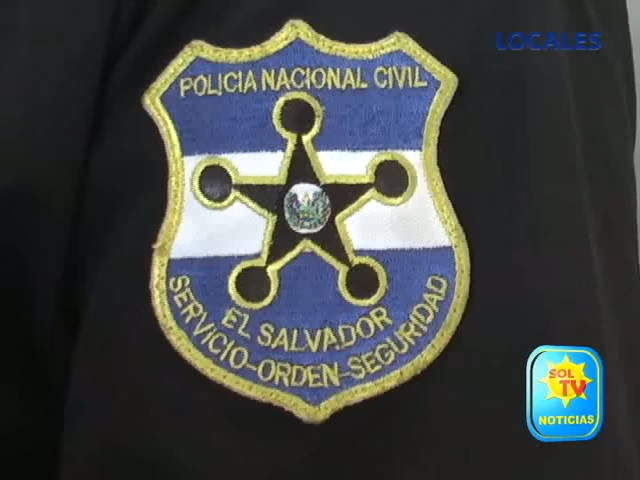 LOCALES
POLICIA NACIONAL CIVIL
EL SALVADOR
SERVICIO-ORDEN-SEGURIDAD
SOL
TV
NOTICIAS